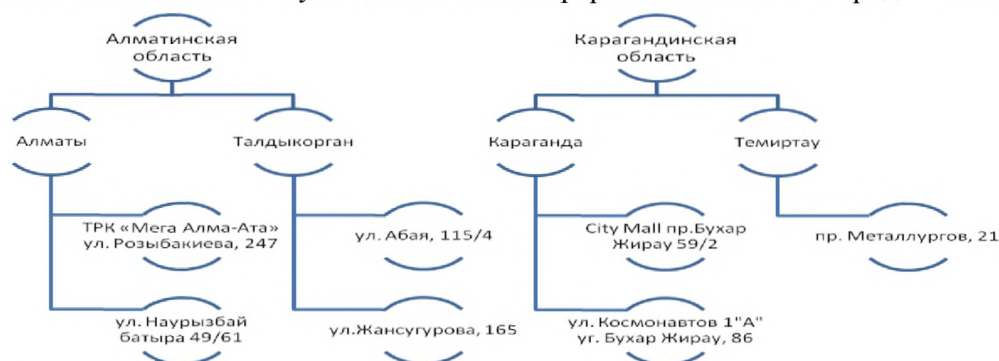 Алматинская
область
Карагандинская
область
Алматы
Талдыкорган
Караганда
Темиртау
ТРК «Мега Алма-Ата»
ул. Розыбакиева, 247
ул. Абая, 115/4
City Mall пр.Бухар
Жирау 59/2
пр. Металлургов, 21
ул. Наурызбай
батыра 49/61
ул.Жансугурова, 165
ул. Космонавтов 1"А"
уг. Бухар Жирау, 86